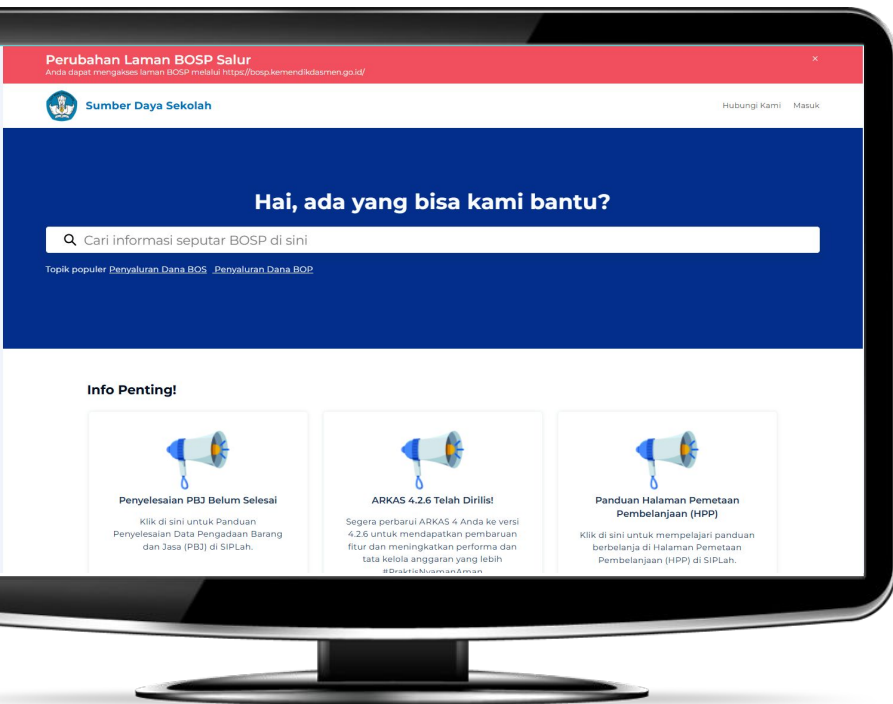 Perubahan Laman BOSP Salur
Anda dapat mengakses laman BOSP melalui https://bosp.kemendikdasmen.go.id/
×
Sumber Daya Sekolah
Hubungi Kami Masuk
Hai, ada yang bisa kami bantu?
Cari informasi seputar BOSP di sini
Topik populer Penyaluran Dana BOS Penyaluran Dana BOP
Info Penting!
Penyelesaian PBJ Belum Selesai
Klik di sini untuk Panduan
Penyelesaian Data Pengadaan Barang
dan Jasa (PBJ) di SIPLah.
ARKAS 4.2.6 Telah Dirilis!
Segera perbarui ARKAS 4 Anda ke versi
4.2.6 untuk mendapatkan pembaruan
fitur dan meningkatkan performa dan
tata kelola anggaran yang lebih
#PraktisNyamanAman
Panduan Halaman Pemetaan
Pembelanjaan (HPP)
Klik di sini untuk mempelajari panduan
berbelanja di Halaman Pemetaan
Pembelanjaan (HPP) di SIPLah.